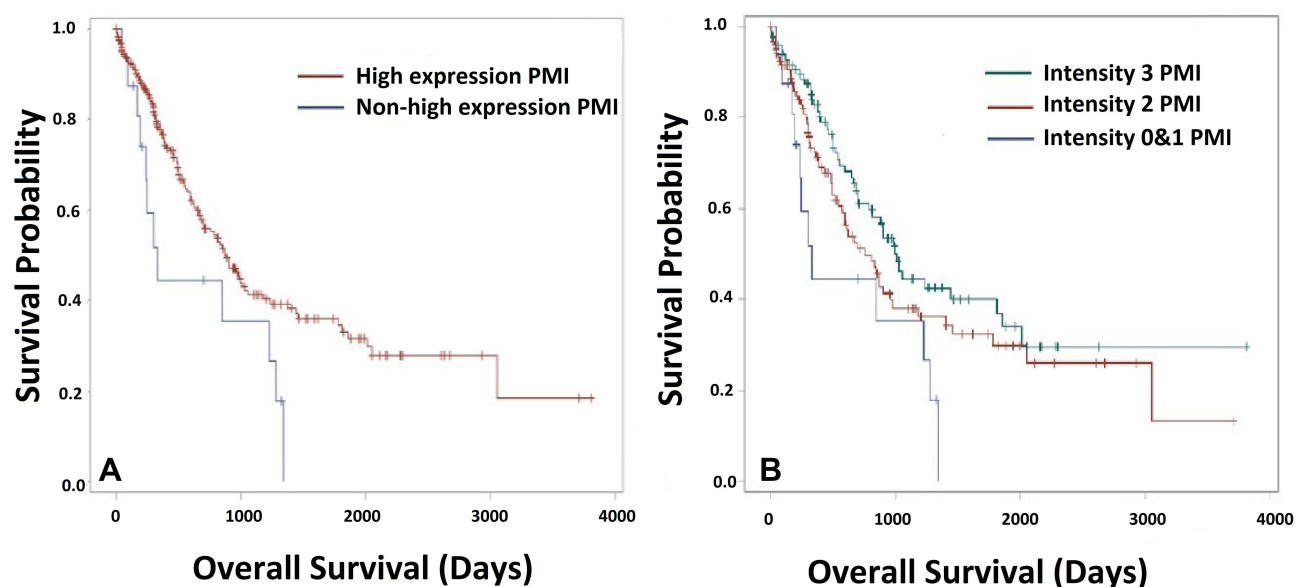 1.0
0.8
0.6
0.4
0.2
0.0
Survival Probability
High expression PMI
Non-high expression PMI
A
0 1000 2000 3000 4000
Overall Survival (Days)
1.0
0.8
0.6
0.4
0.2
0.0
Survival Probability
Intensity 3 PMI
Intensity 2 PMI
Intensity 0&1 PMI
B
0 1000 2000 3000 4000
Overall Survival (Days)